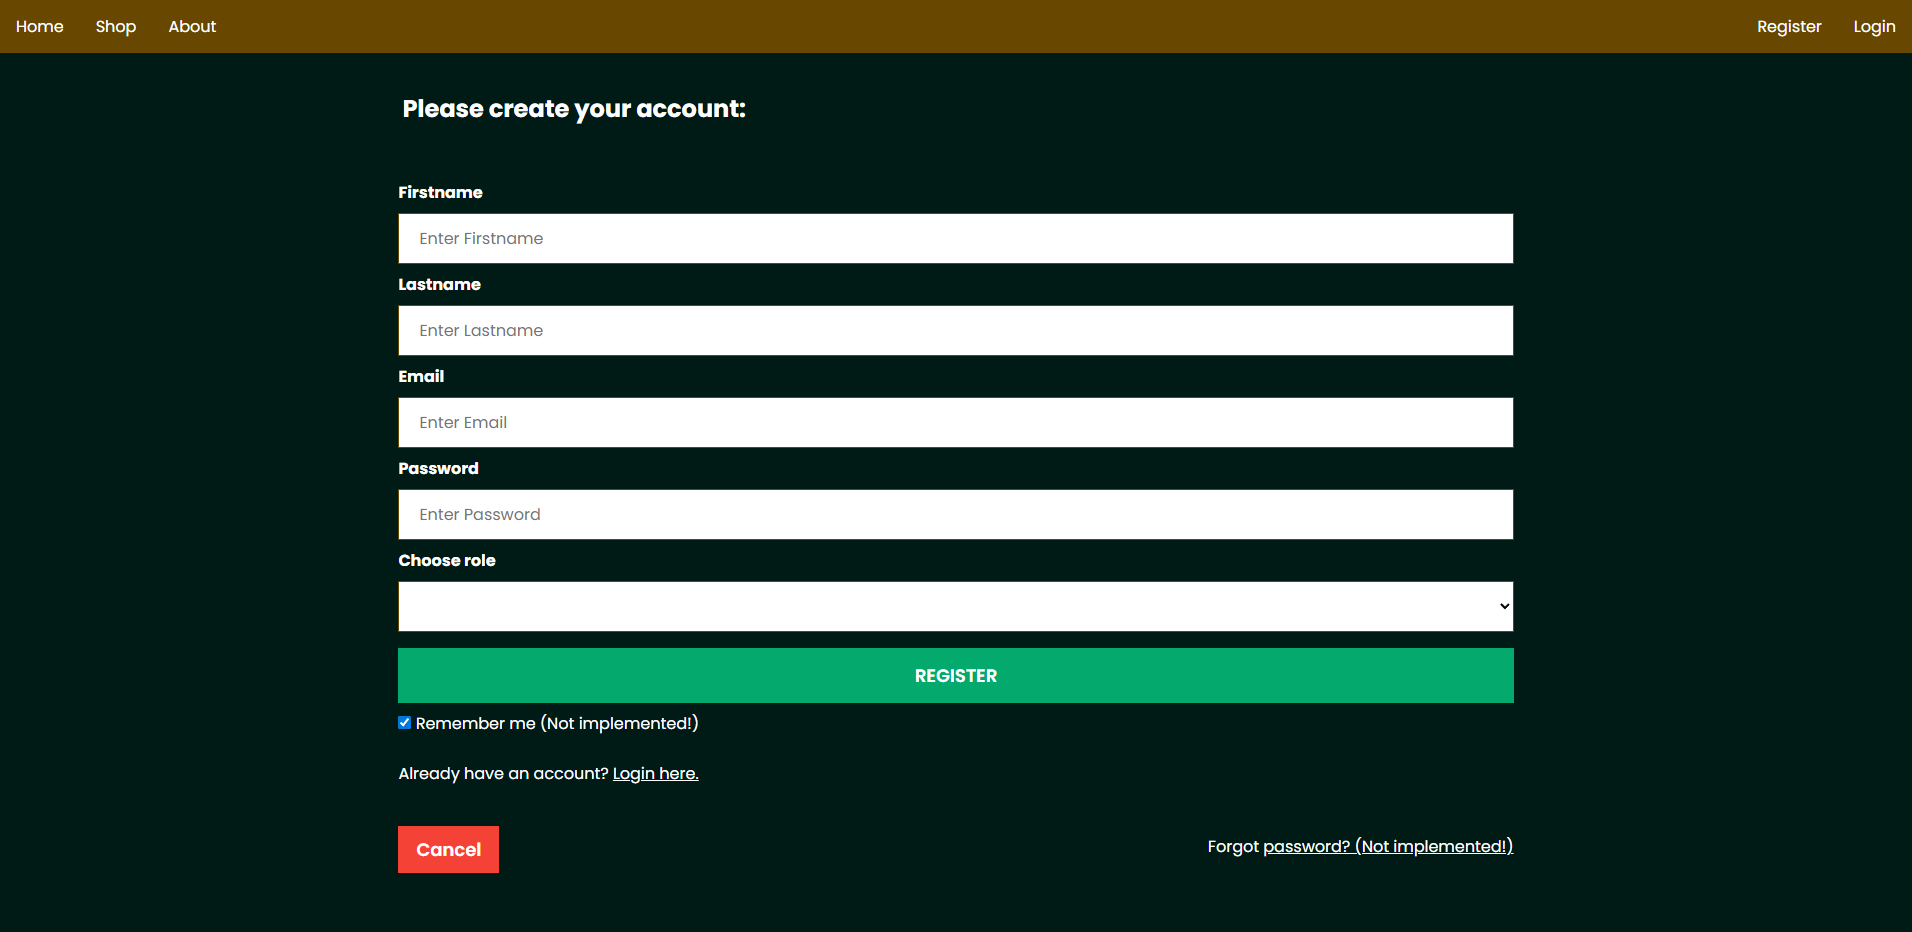 Home Shop About Register Login
Please create your account:
Firstname
Enter Firstname
Lastname
Enter Lastname
Email
Enter Email
Password
Enter Password
Choose role
REGISTER
Remember me (Not implemented!)
Already have an account? Login here.
Cancel
Forgot password? (Not implemented!)